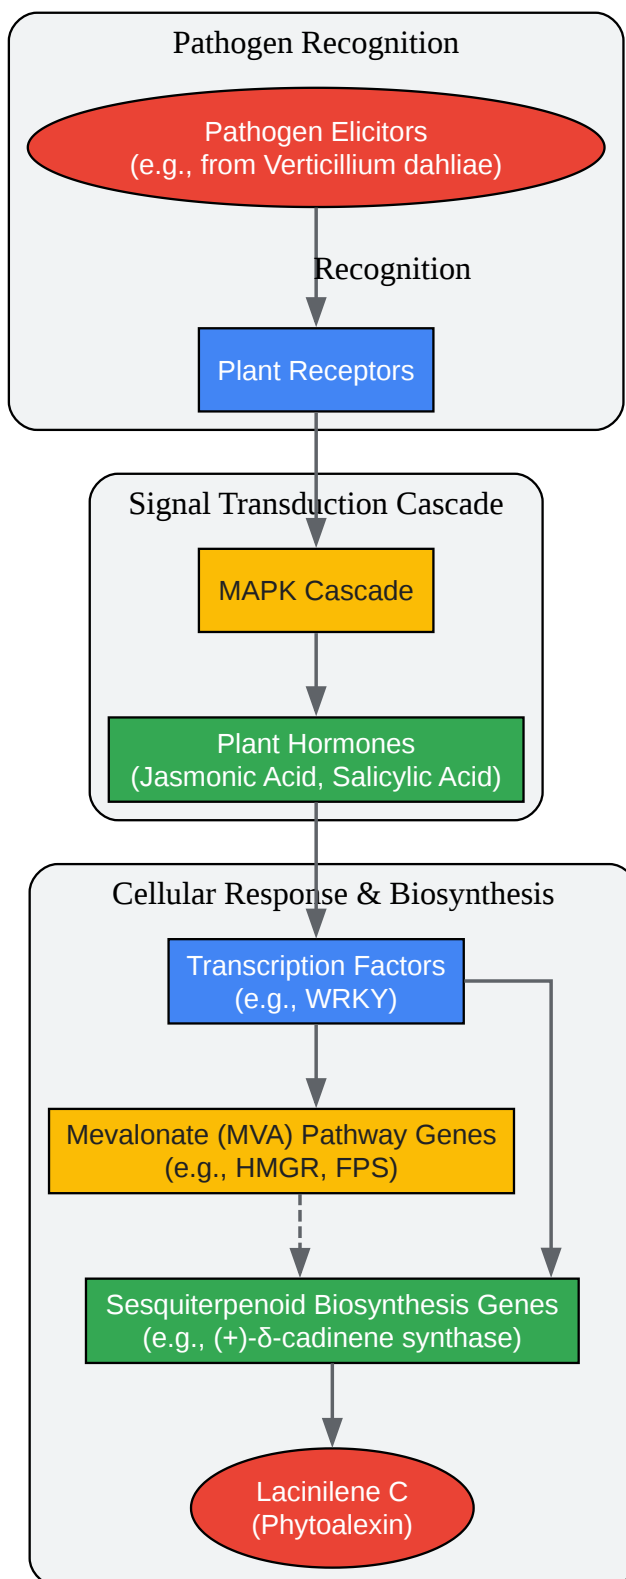 Pathogen Recognition
Pathogen Elicitors
(e.g., from Verticillium dahliae)
Recognition
Plant Receptors
Signal Transduction Cascade
MAPK Cascade
Plant Hormones
(Jasmonic Acid, Salicylic Acid)
Cellular Response & Biosynthesis
Transcription Factors
(e.g., WRKY)
Mevalonate (MVA) Pathway Genes
(e.g., HMGR, FPS)
Sesquiterpenoid Biosynthesis Genes
(e.g., (+)-δ-cadinene synthase)
Lacinilene C
(Phytoalexin)